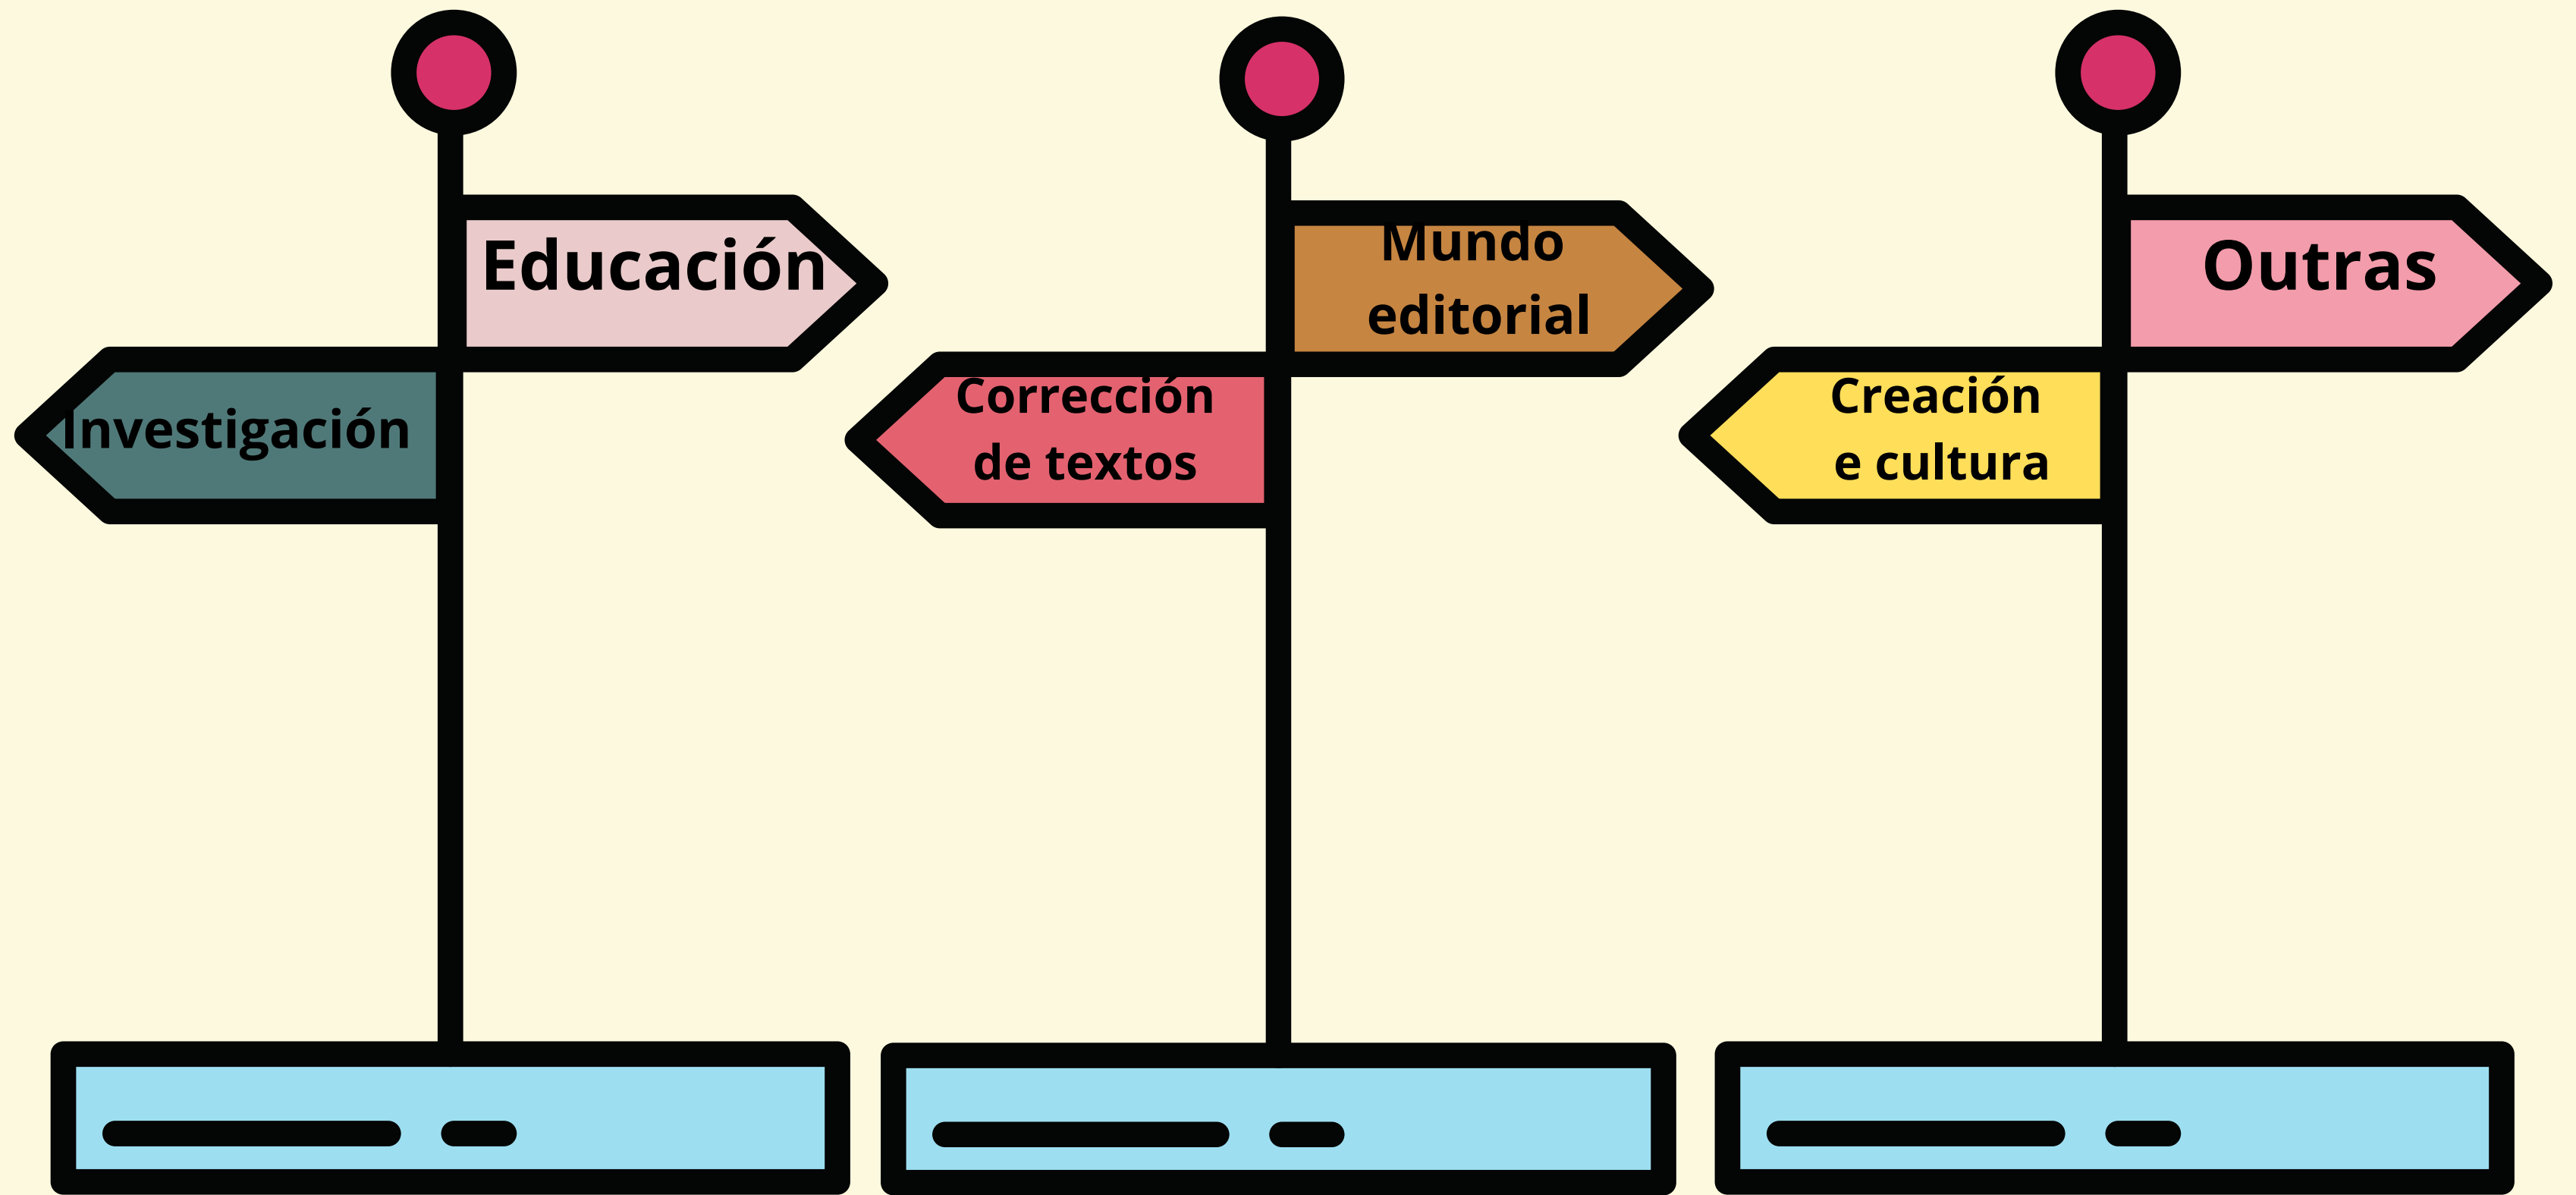 Educación
Investigación
Mundo
editorial
Corrección
de textos
Outras
Creación
e cultura